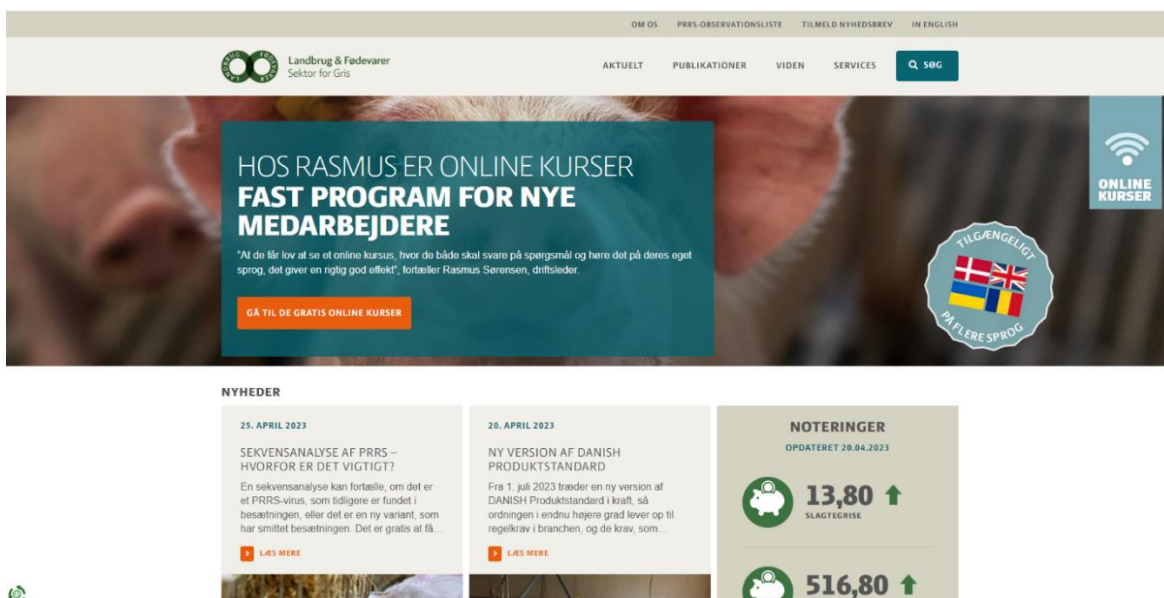 OM OS
PRRS-OBSERVATIONSLISTE
TILMELD NYHEDSBREV
IN ENGLISH
LANDBRUG
FØDEVARER
Landbrug & Fødevarer
Sektor for Gris
AKTUELT
PUBLIKATIONER
VIDEN
SERVICES
SØG
HOS RASMUS ER ONLINE KURSER
FAST PROGRAM FOR NYE
MEDARBEJDERE
"At de får lov at se et online kursus, hvor de både skal svare på spørgsmål og høre det på deres eget
sprog, det giver en rigtig god effekt", fortæller Rasmus Sørensen, driftsleder.
GÅ TIL DE GRATIS ONLINE KURSER
ONLINE
KURSER
TILGÆNGELIGT
PÅ FLERE SPROG
NYHEDER
25. APRIL 2023
SEKVENSANALYSE AF PRRS –
HVORFOR ER DET VIGTIGT?
En sekvensanalyse kan fortælle, om det er
et PRRS-virus, som tidligere er fundet i
besætningen, eller det er en ny variant, som
har smittet besætningen. Det er gratis at få...
LÆS MERE
20. APRIL 2023
NY VERSION AF DANISH
PRODUKTSTANDARD
Fra 1. juli 2023 træder en ny version af
DANISH Produktstandard i kraft, så
ordningen i endnu højere grad lever op til
regelkrav i branchen, og de krav, som...
LÆS MERE
NOTERINGER
OPDATERET 20.04.2023
13,80
SLAGTEGRISE
516,80